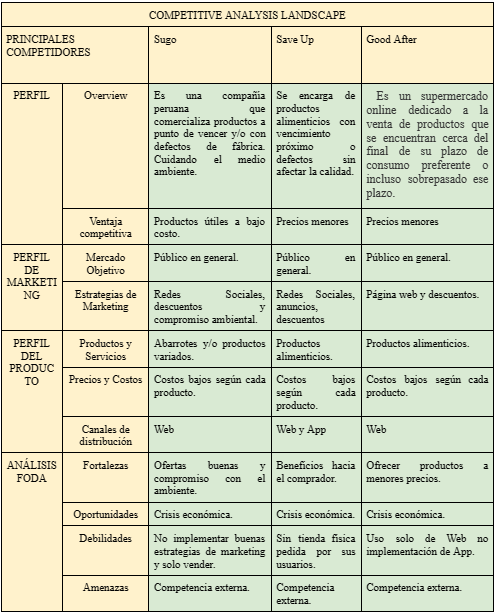 COMPETITIVE ANALYSIS LANDSCAPE
PRINCIPALES
COMPETIDORES
Sugo
Save Up
Good After
PERFIL
Overview
Es una compañía
peruana que
comercializa productos a
punto de vencer y/o con
defectos de fábrica.
Cuidando el medio
ambiente.
Se encarga de
productos
alimenticios con
vencimiento
próximo o
defectos sin
afectar la calidad.
Es un supermercado
online dedicado a la
venta de productos que
se encuentran cerca del
final de su plazo de
consumo preferente o
incluso sobrepasado ese
plazo.
Ventaja
competitiva
Productos útiles a bajo
costo.
Precios menores
Precios menores
PERFIL
DE
MARKETI
NG
Mercado
Objetivo
Público en general.
Público en
general.
Público en general.
Estrategias de
Marketing
Redes Sociales,
descuentos y
compromiso ambiental.
Redes Sociales,
anuncios,
descuentos
Página web y descuentos.
PERFIL
DEL
PRODUC
TO
Productos y
Servicios
Abarrotes y/o productos
variados.
Productos
alimenticios.
Productos alimenticios.
Precios y Costos
Costos bajos según cada
producto.
Costos bajos
según cada
producto.
Costos bajos según cada
producto.
Canales de
distribución
Web
Web y App
Web
ANÁLISIS
FODA
Fortalezas
Ofertas buenas y
compromiso con el
ambiente.
Beneficios hacia
el comprador.
Ofrecer productos a
menores precios.
Oportunidades
Crisis económica.
Crisis económica.
Crisis económica.
Debilidades
No implementar buenas
estrategias de marketing
y solo vender.
Sin tienda física
pedida por sus
usuarios.
Uso solo de Web no
implementación de App.
Amenazas
Competencia externa.
Competencia
externa.
Competencia externa.